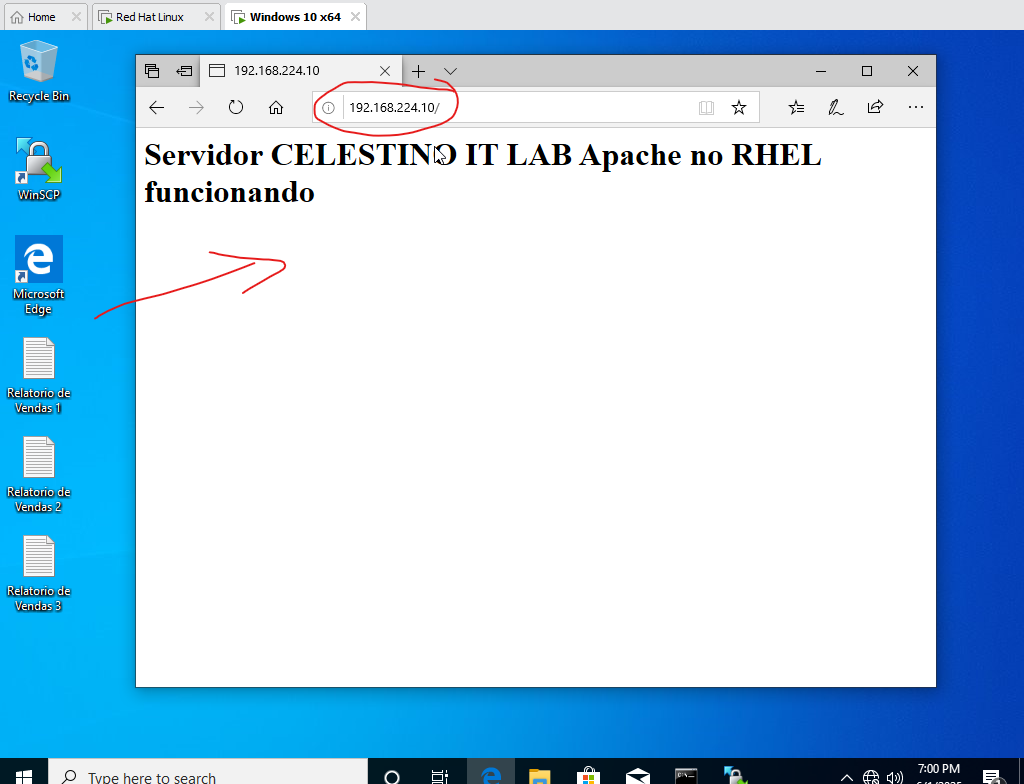 Home
Red Hat Linux
Windows 10 x64
Recycle Bin
WinSCP
Microsoft
Edge
Relatorio de
Vendas 1
Relatorio de
Vendas 2
Relatorio de
Vendas 3
192.168.224.10
192.168.224.10/
Servidor CELESTINO IT LAB Apache no RHEL
funcionando
Type here to search
7:00 PM